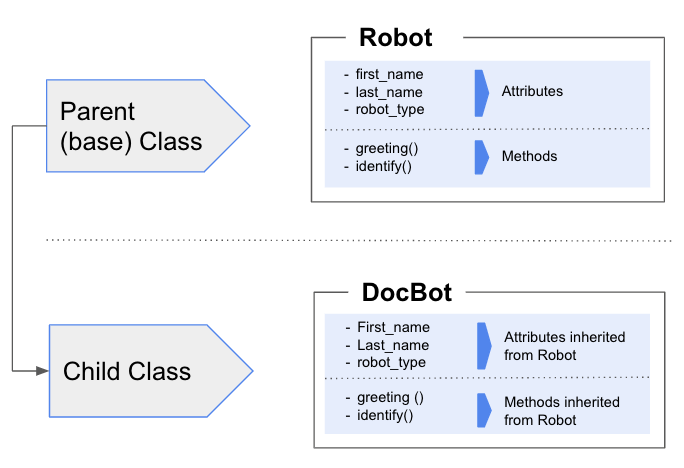 Robot
Parent
(base) Class
- first_name
- last_name
- robot_type
Attributes
- greeting()
- identify()
Methods
DocBot
Child Class
- First_name
- Last_name
- robot_type
Attributes inherited
from Robot
- greeting ()
- identify()
Methods inherited
from Robot